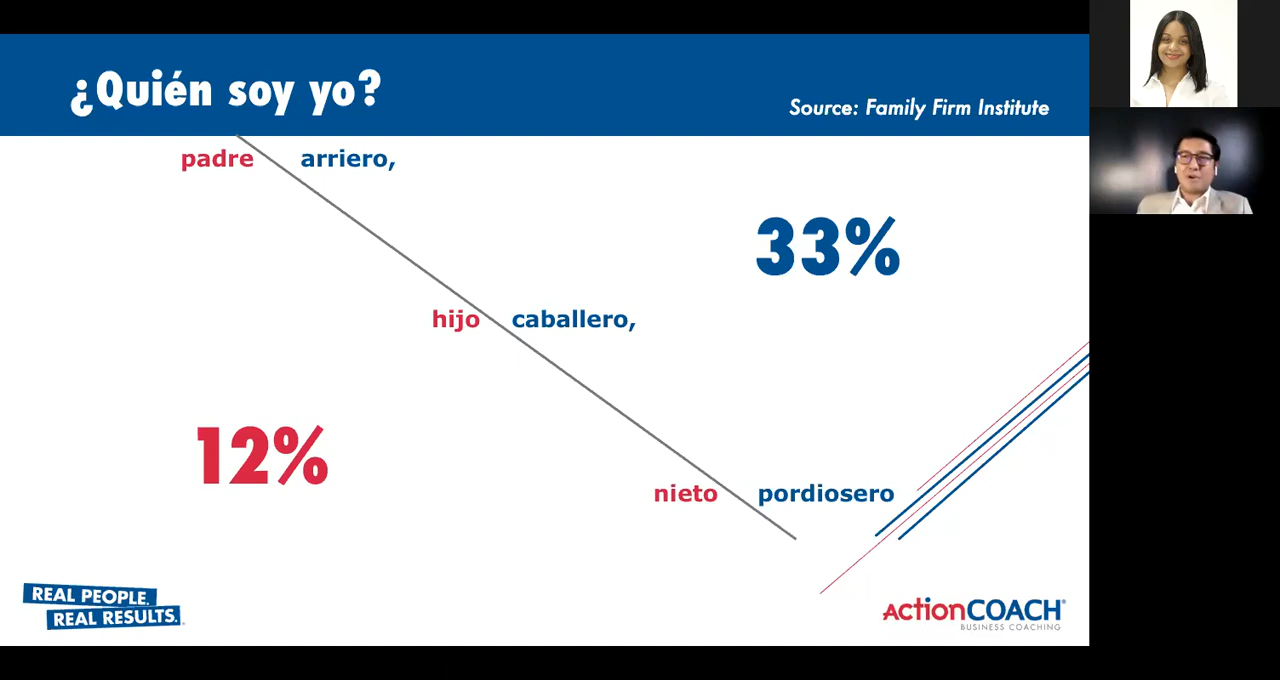 ¿Quién soy yo?
Source: Family Firm Institute
padre arriero,
33%
hijo caballero,
12%
nieto pordiosero
REAL PEOPLE.
REAL RESULTS.
ActionCOACH®
BUSINESS COACHING